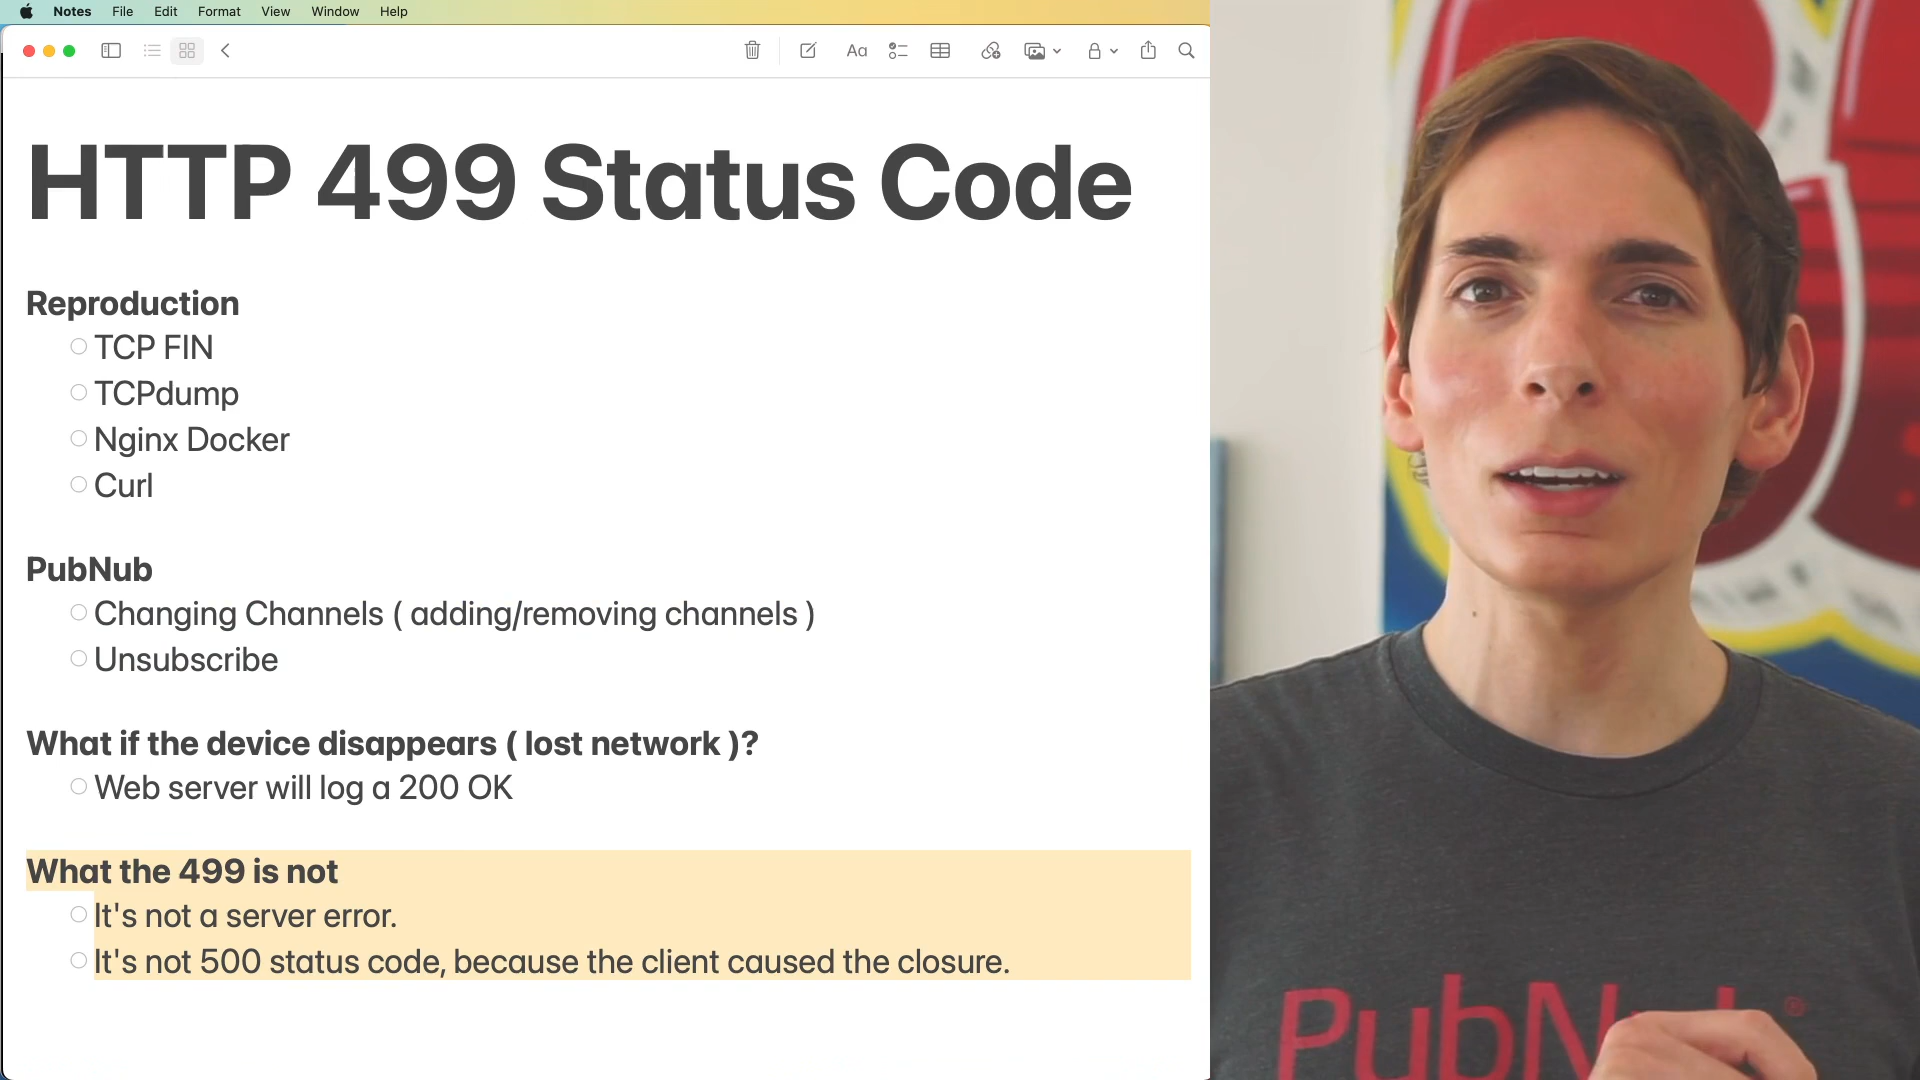 Notes File Edit Format View Window Help
Aa
HTTP 499 Status Code
Reproduction
TCP FIN
TCPdump
Nginx Docker
Curl
PubNub
Changing Channels ( adding/removing channels )
Unsubscribe
What if the device disappears ( lost network )?
Web server will log a 200 OK
What the 499 is not
It's not a server error.
It's not 500 status code, because the client caused the closure.
PubNub®